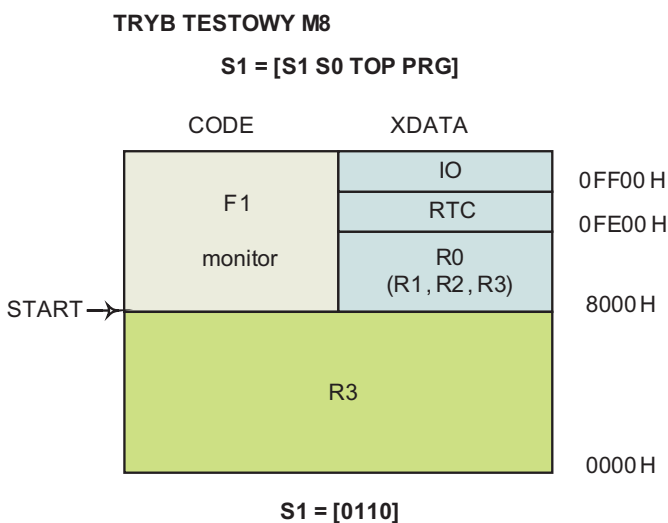 TRYB TESTOWY M8
S1 = [S1 S0 TOP PRG]
CODE XDATA
IO
0FF00 H
F1
RTC
0FE00 H
monitor
R0
(R1, R2, R3)
START
8000 H
R3
0000 H
S1 = [0110]